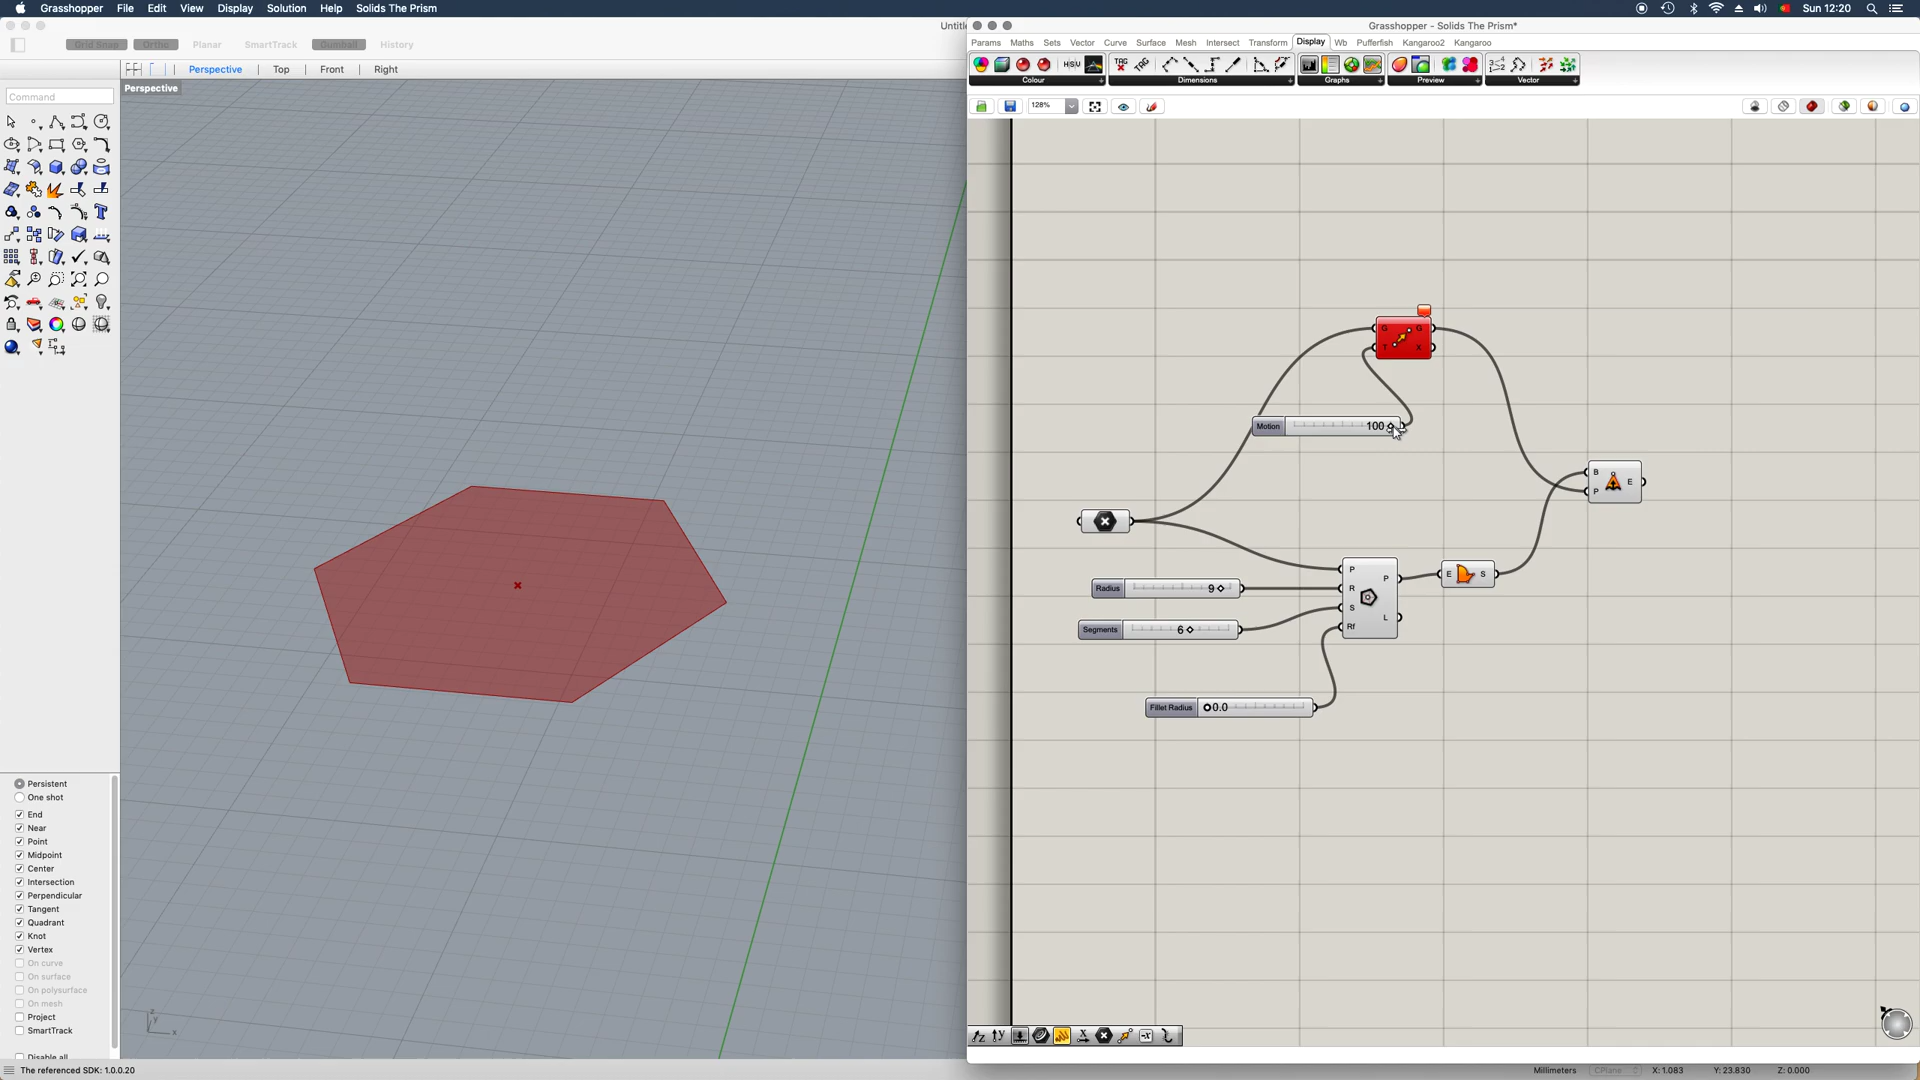 Grasshopper File Edit View Display Solution Help Solids The Prism Sun 12:20
Grid Snap Ortho Planar SmartTrack Gumball History
Grasshopper - Solids The Prism*
Params Maths Sets Vector Curve Surface Mesh Intersect Transform Display Wb Pufferfish Kangaroo2 Kangaroo
Perspective Top Front Right
HSV TAG TAG
Colour Dimensions Graphs Preview Vector
Perspective
Command
128%
G G
T X
Motion 100
B E
P
P P
R
S
L
Rf
E S
Radius 9
Segments 6
Fillet Radius 0.0
Persistent
One shot
End
Near
Point
Midpoint
Center
Intersection
Perpendicular
Tangent
Quadrant
Knot
Vertex
On curve
On surface
On polysurface
On mesh
Project
SmartTrack
Disable all
z
y
x
The referenced SDK: 1.0.0.20
Millimeters CPlane X: 1.083 Y: 23.830 Z: 0.000